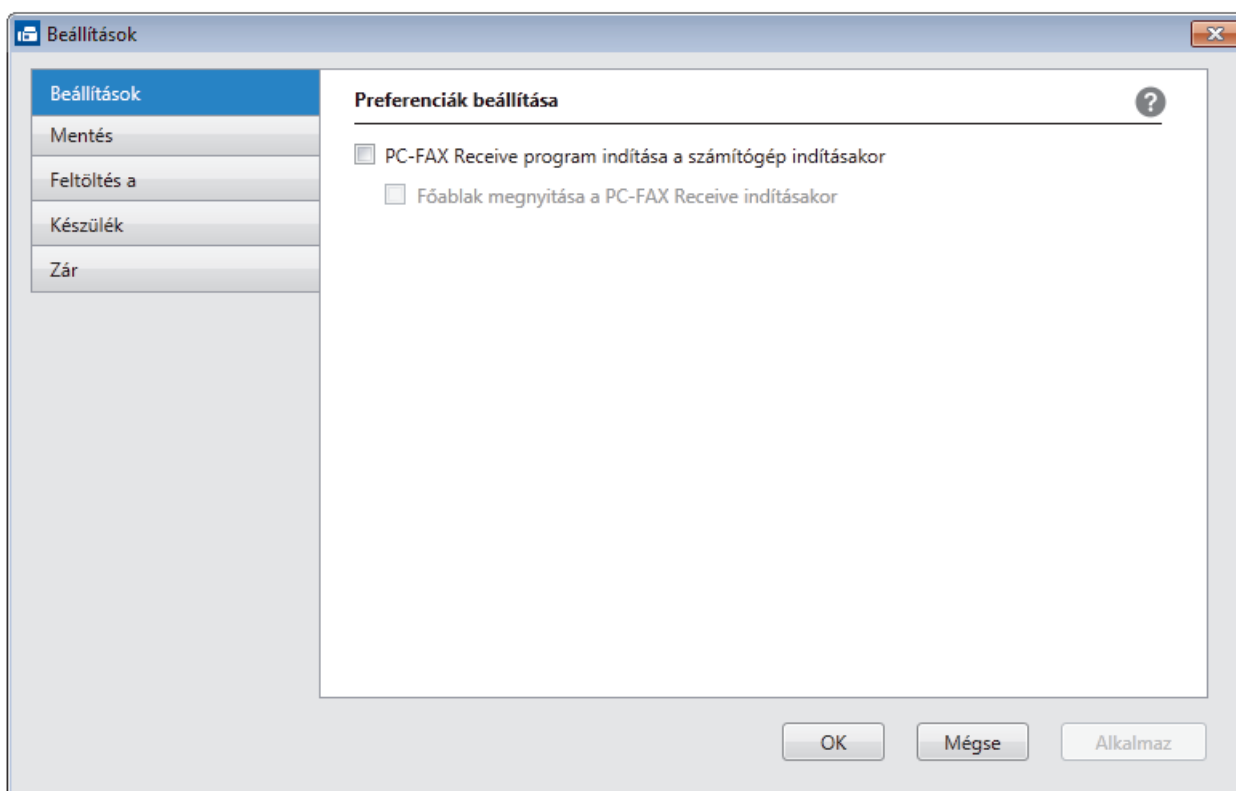 Beállítások
Beállítások
Mentés
Feltöltés a
Készülék
Zár
Preferenciák beállítása
?
PC-FAX Receive program indítása a számítógép indításakor
Főablak megnyitása a PC-FAX Receive indításakor
OK
Mégse
Alkalmaz